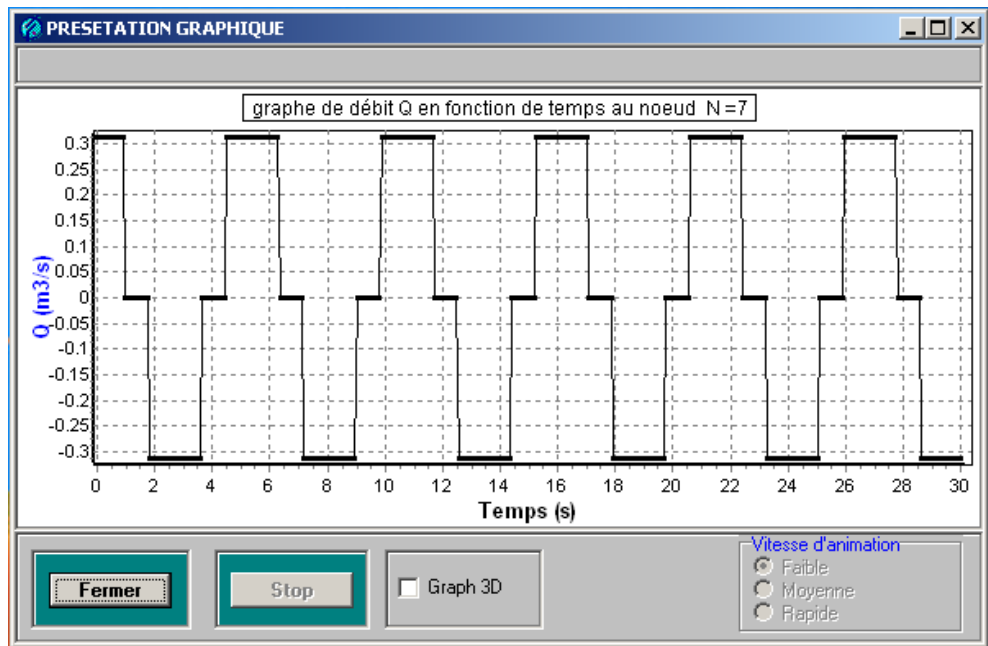 PRESETATION GRAPHIQUE
graphe de débit Q en fonction de temps au noeud N =7
0.3
0.25
0.2
0.15
0.1
0.05
0
-0.05
-0.1
-0.15
-0.2
-0.25
-0.3
Q (m3/s)
0 2 4 6 8 10 12 14 16 18 20 22 24 26 28 30
Temps (s)
Fermer
Stop
Graph 3D
Vitesse d'animation
Faible
Moyenne
Rapide